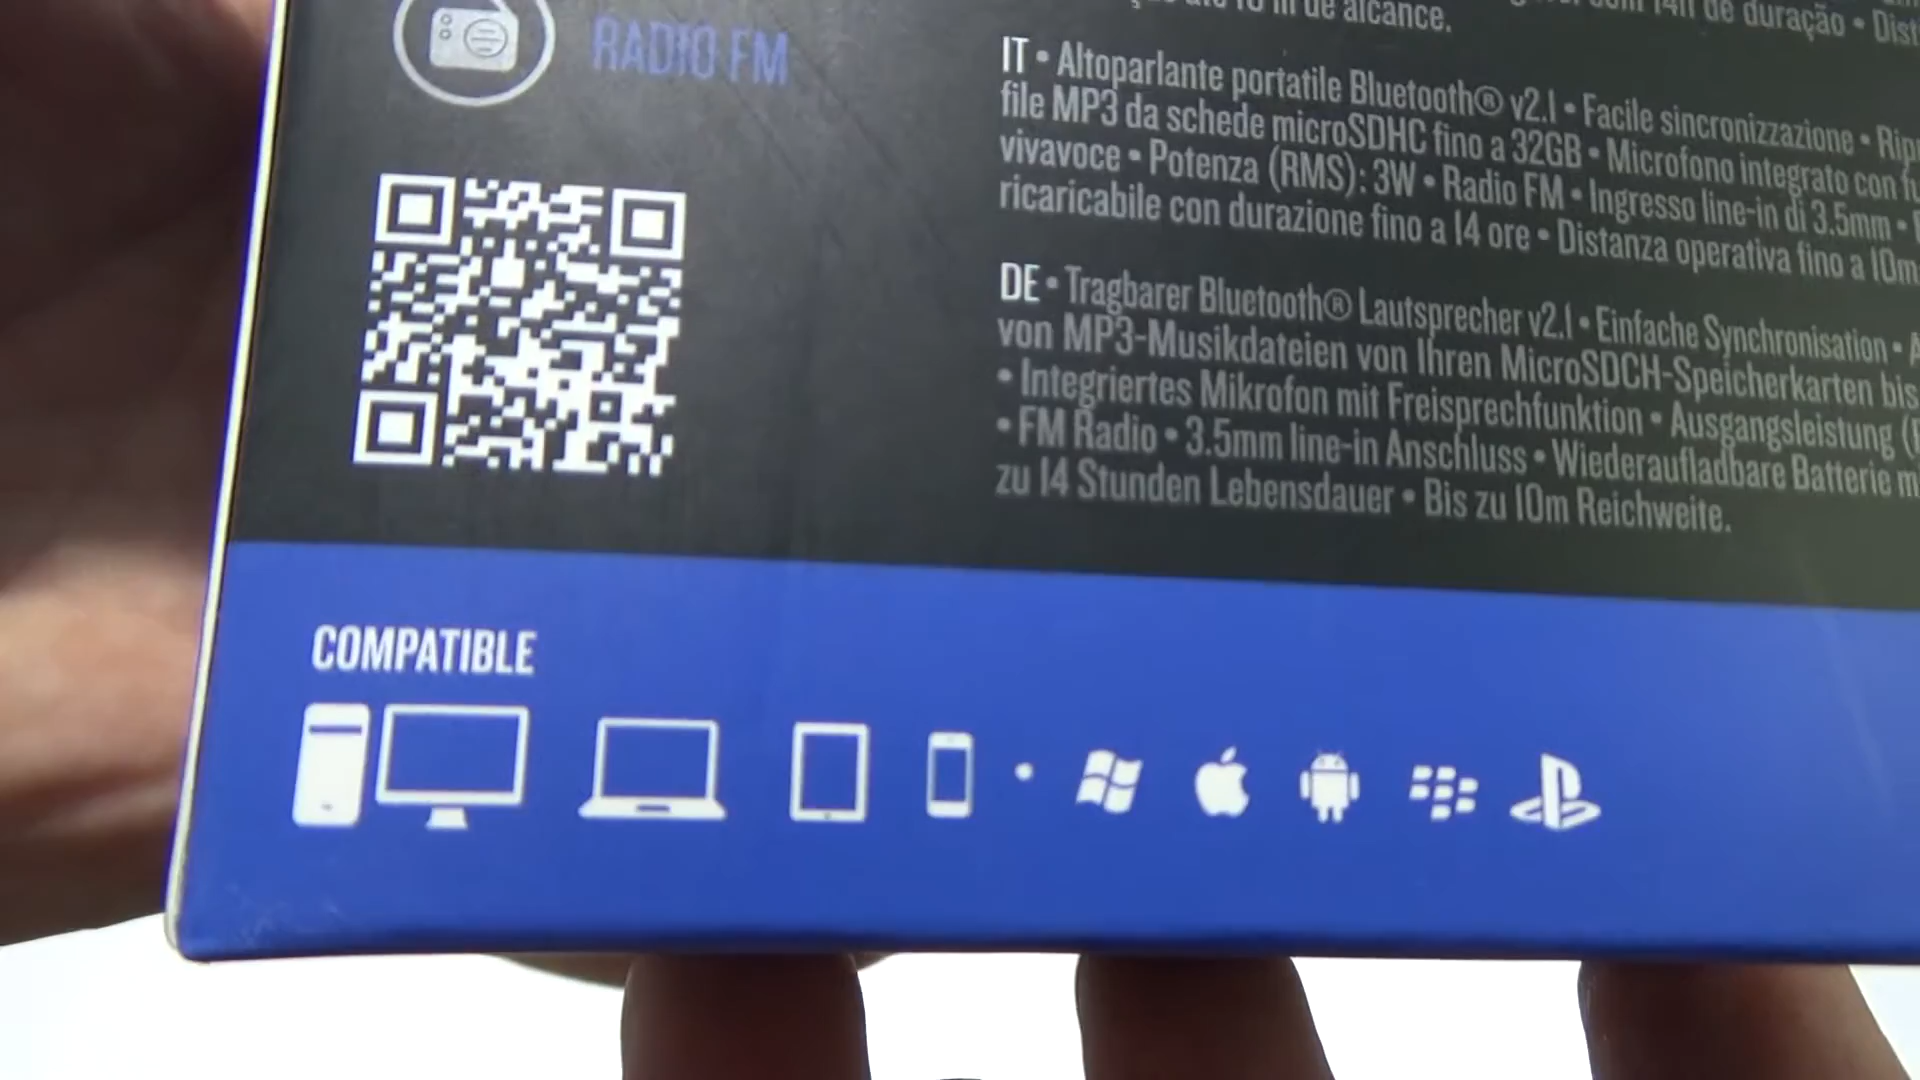 RADIO FM
de alcance.
de duração •
IT • Altoparlante portatile Bluetooth® v2.1 • Facile sincronizzazione •
file MP3 da schede microSDHC fino a 32GB • Microfono integrato con
vivavoce • Potenza (RMS): 3W • Radio FM • Ingresso line-in di 3.5mm •
ricaricabile con durazione fino a 14 ore • Distanza operativa fino a 10m.
DE • Tragbarer Bluetooth® Lautsprecher v2.1 • Einfache Synchronisation •
von MP3-Musikdateien von Ihren MicroSDCH-Speicherkarten bis
• Integriertes Mikrofon mit Freisprechfunktion • Ausgangsleistung
• FM Radio • 3.5mm line-in Anschluss • Wiederaufladbare Batterie
zu 14 Stunden Lebensdauer • Bis zu 10m Reichweite.
COMPATIBLE